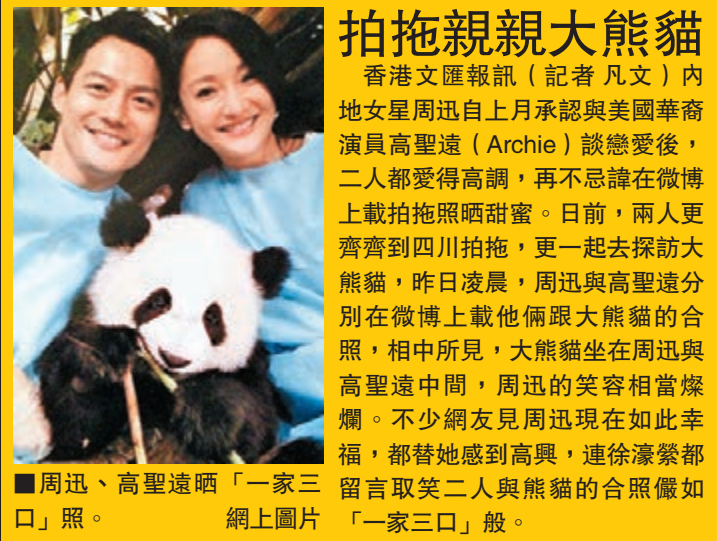 拍拖親親大熊貓
香港文匯報訊（記者 凡文）內
地女星周迅自上月承認與美國華裔
演員高聖遠（Archie）談戀愛後，
二人都愛得高調，再不忌諱在微博
上載拍拖照晒甜蜜。日前，兩人更
齊齊到四川拍拖，更一起去探訪大
熊貓，昨日凌晨，周迅與高聖遠分
別在微博上載他倆跟大熊貓的合
照，相中所見，大熊貓坐在周迅與
高聖遠中間，周迅的笑容相當燦
爛。不少網友見周迅現在如此幸
福，都替她感到高興，連徐濠縈都
留言取笑二人與熊貓的合照儼如
「一家三口」般。
■周迅、高聖遠晒「一家三
口」照。 網上圖片